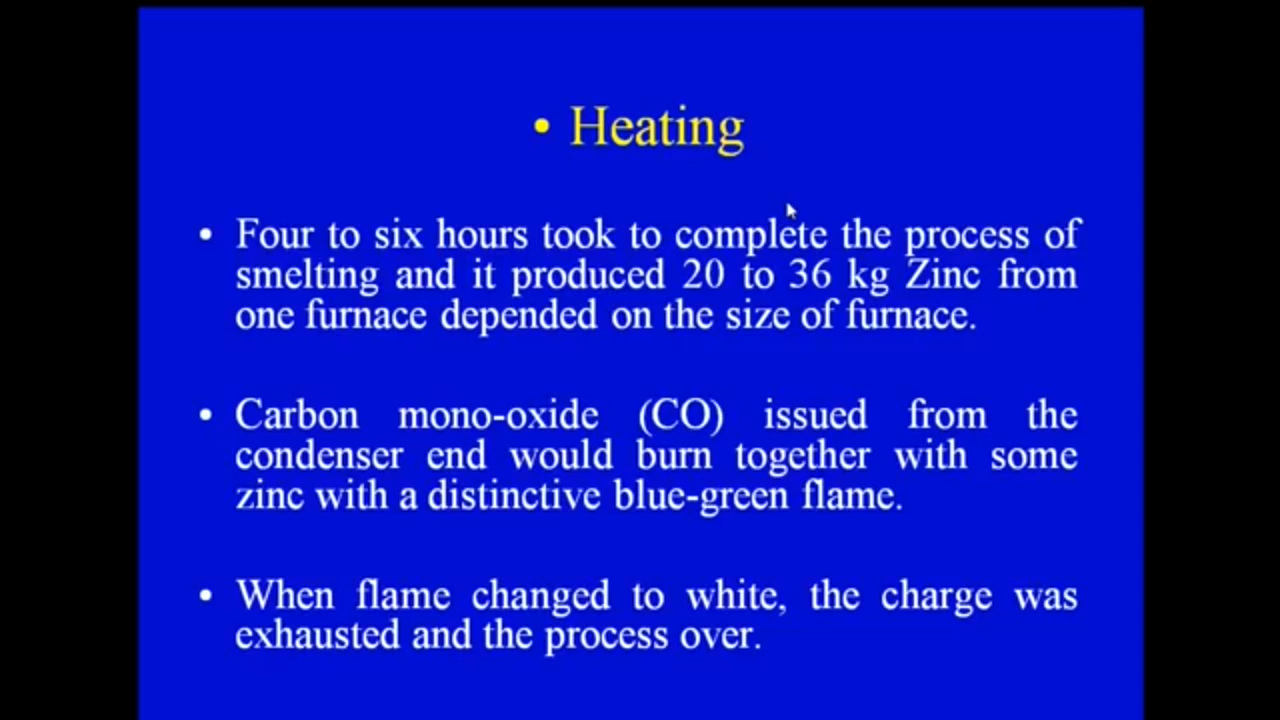 • Heating
• Four to six hours took to complete the process of
smelting and it produced 20 to 36 kg Zinc from
one furnace depended on the size of furnace.
• Carbon mono-oxide (CO) issued from the
condenser end would burn together with some
zinc with a distinctive blue-green flame.
• When flame changed to white, the charge was
exhausted and the process over.